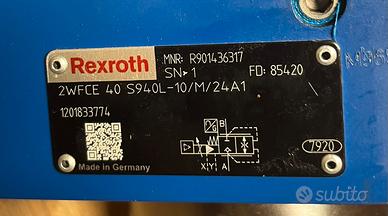 Rexroth
MNR: R901436317
SN▸1
FD: 85420
2WFCE 40 S940L-10/M/24A1
1201833774
B
X Y A
7920
Made in Germany
subito